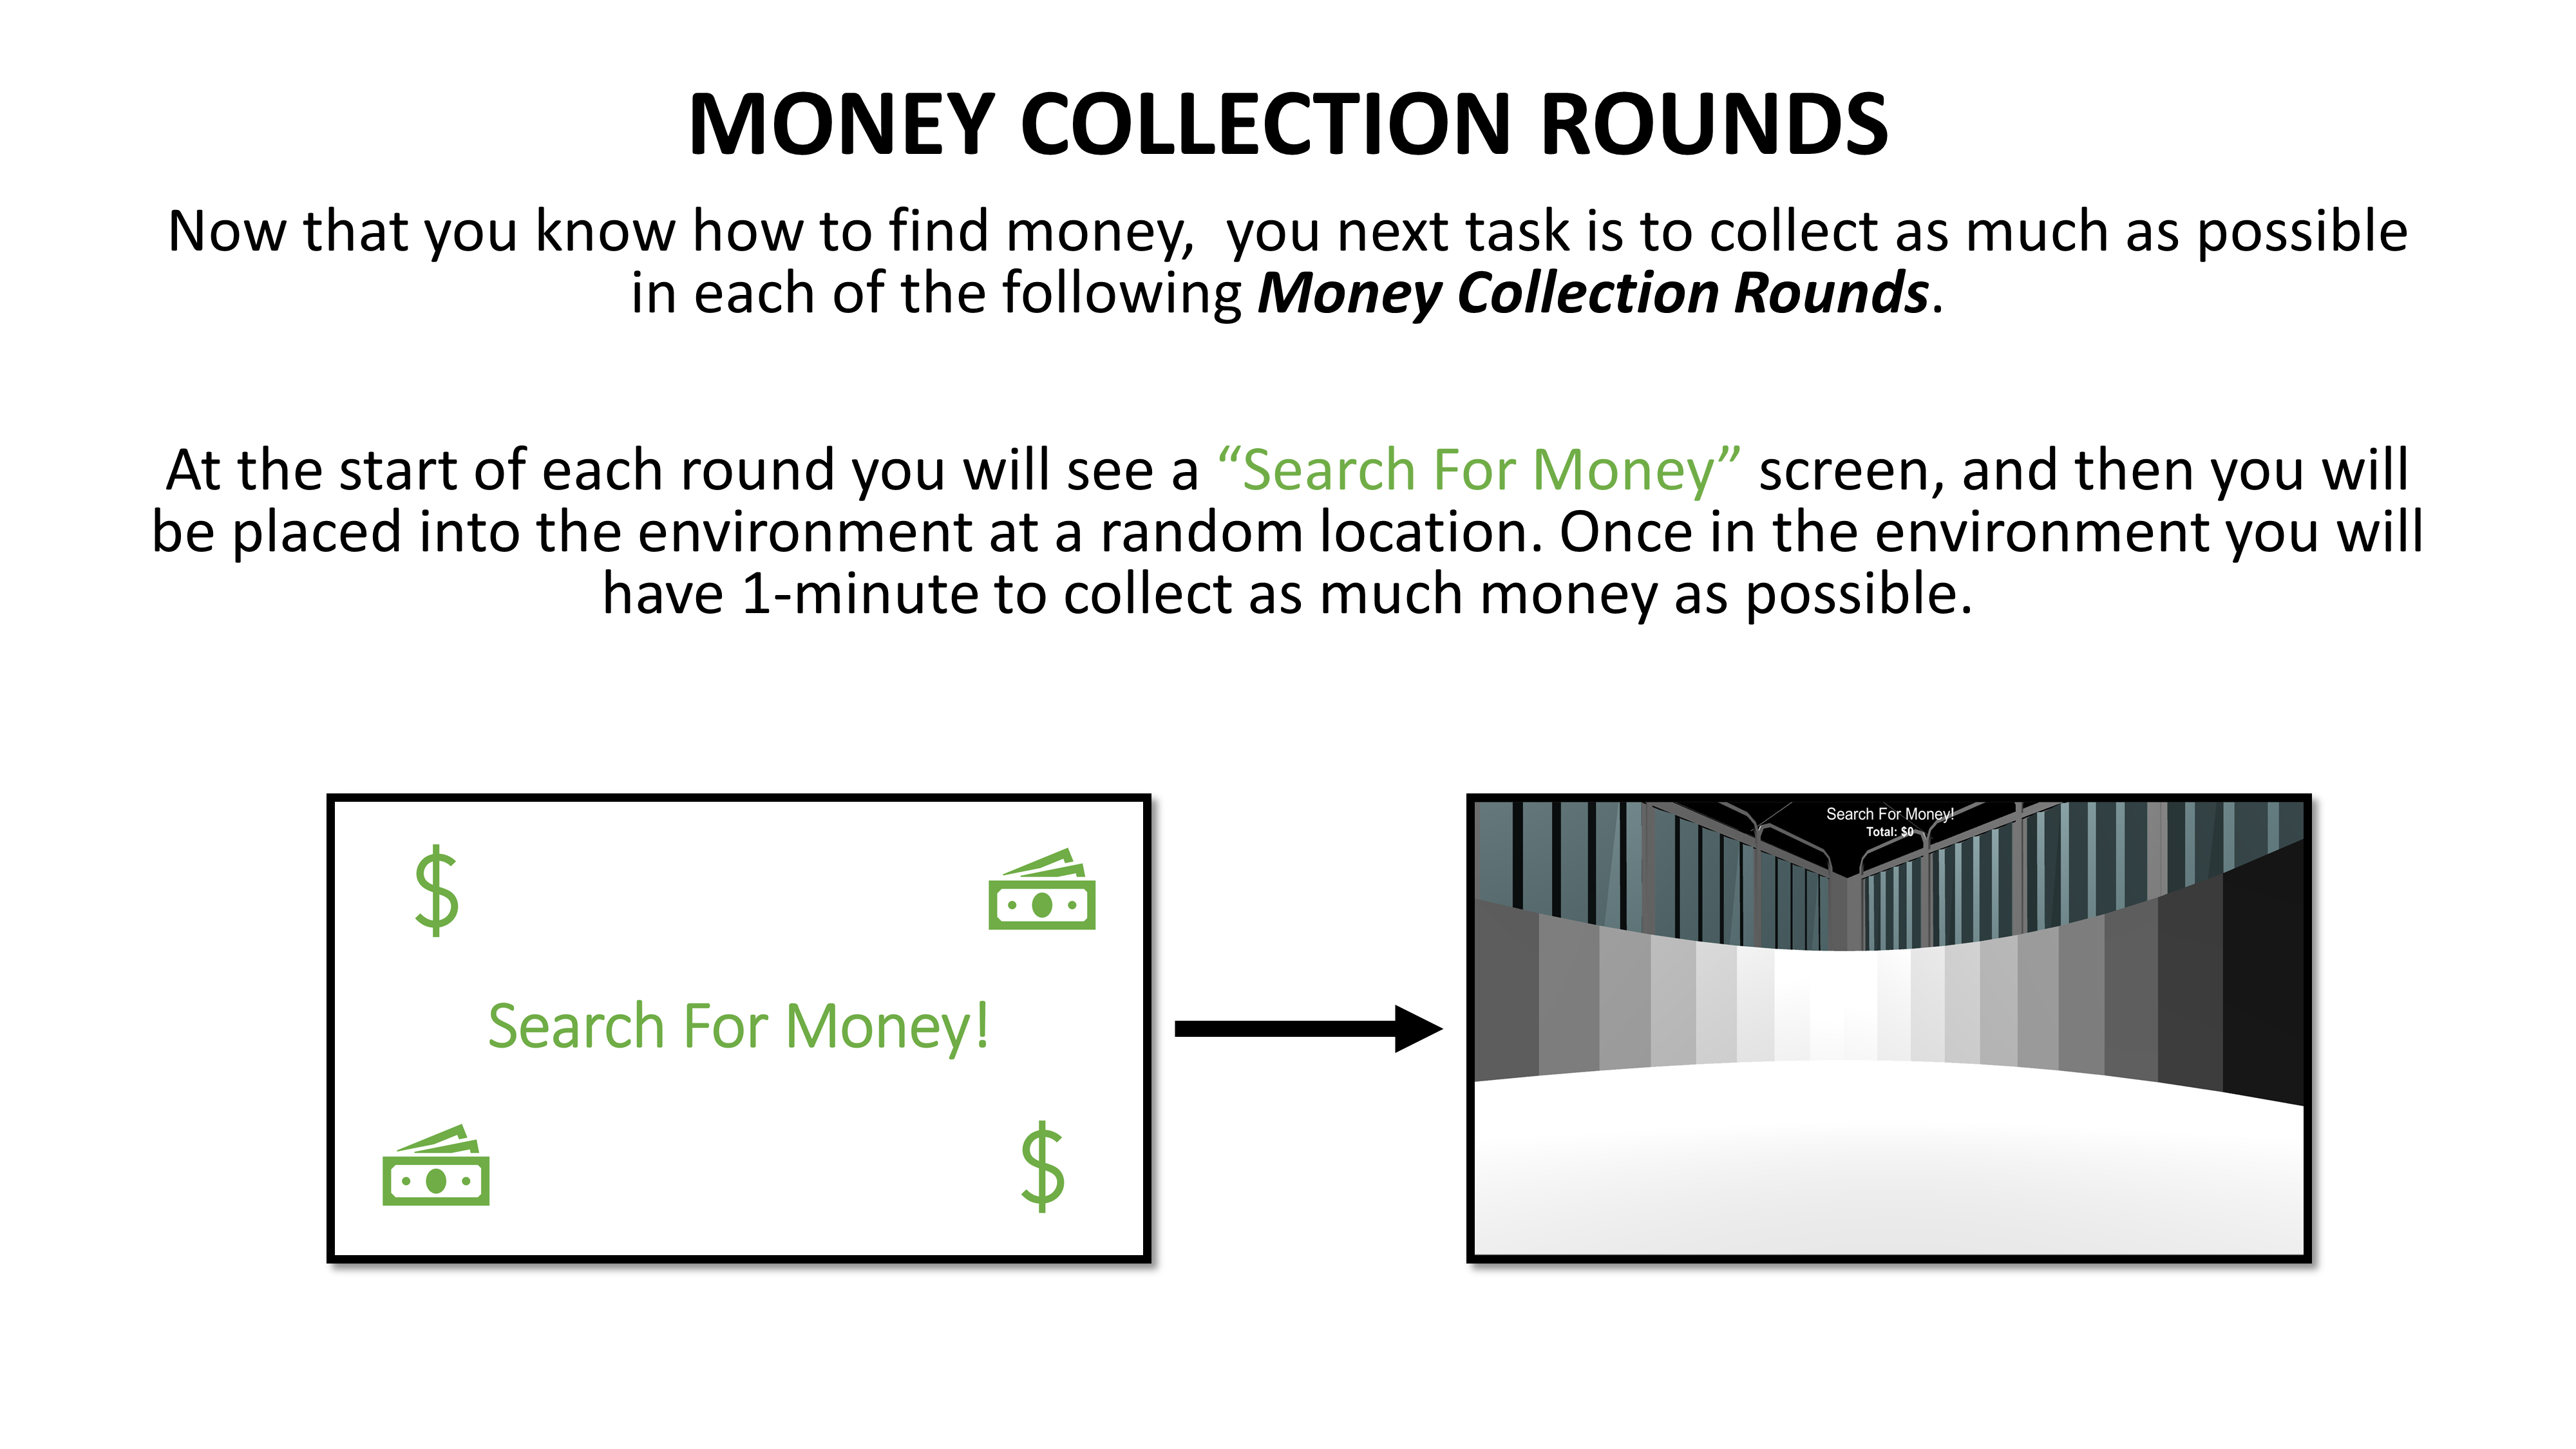 MONEY COLLECTION ROUNDS
Now that you know how to find money,  you next task is to collect as much as possible
in each of the following Money Collection Rounds.
At the start of each round you will see a “Search For Money” screen, and then you will
be placed into the environment at a random location. Once in the environment you will
have 1-minute to collect as much money as possible.
$
Search For Money!
$
Search For Money!
Total: $0